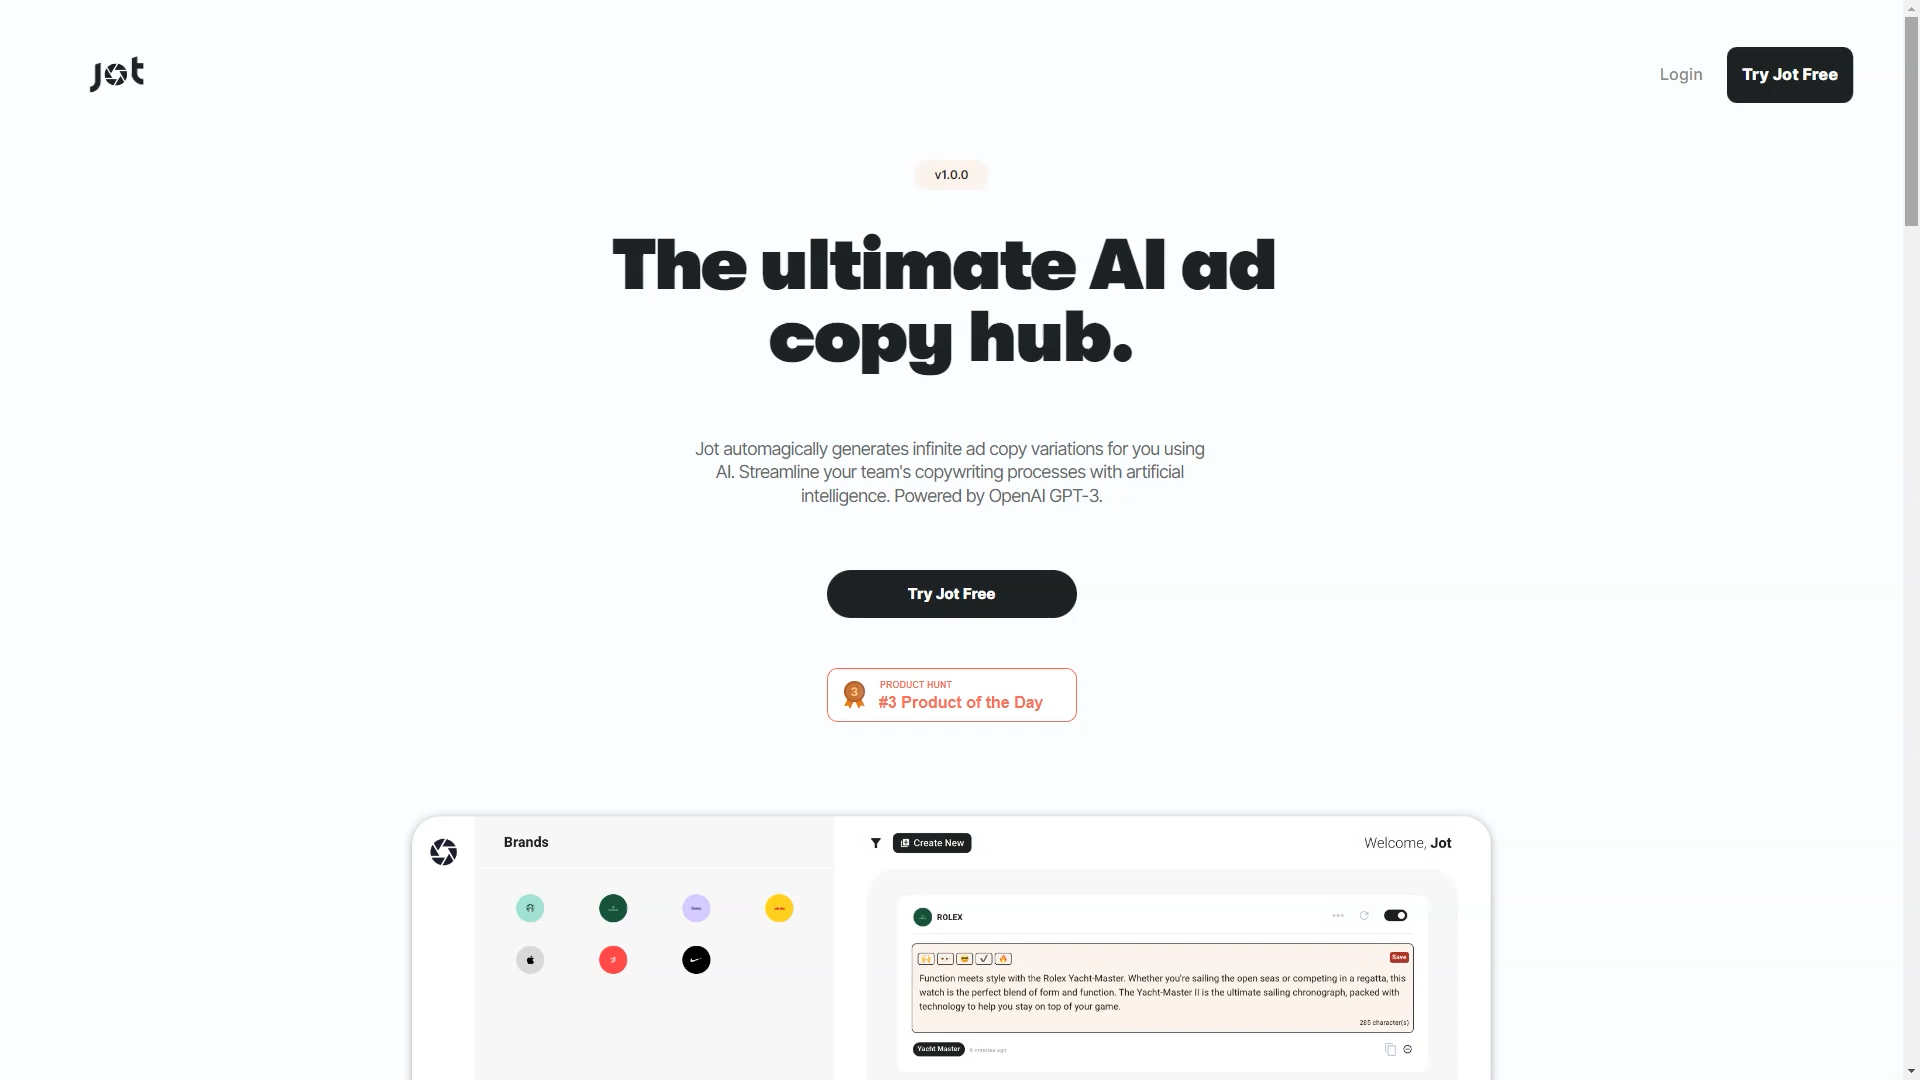 jot
Login
Try Jot Free
v1.0.0
The ultimate AI ad
copy hub.
Jot automagically generates infinite ad copy variations for you using
AI. Streamline your team's copywriting processes with artificial
intelligence. Powered by OpenAI GPT-3.
Try Jot Free
3
PRODUCT HUNT
#3 Product of the Day
Brands
Create New
Welcome, Jot
ROLEX
Save
Function meets style with the Rolex Yacht-Master. Whether you're sailing the open seas or competing in a regatta, this
watch is the perfect blend of form and function. The Yacht-Master II is the ultimate sailing chronograph, packed with
technology to help you stay on top of your game.
285 character(s)
Yacht Master
minutes ago